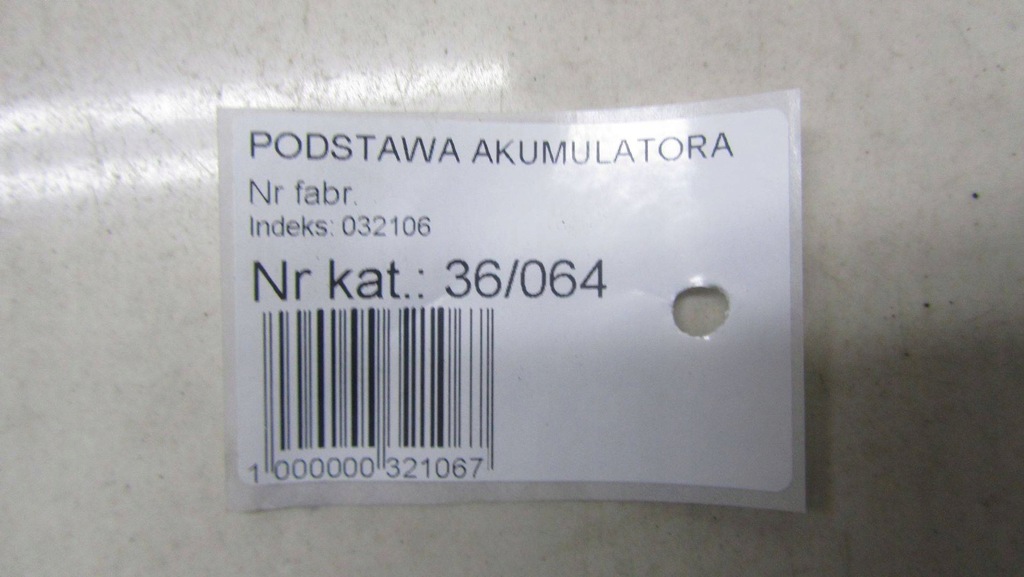 PODSTAWA AKUMULATORA
Nr fabr.
Indeks: 032106
Nr kat.: 36/064
1 000000 321067